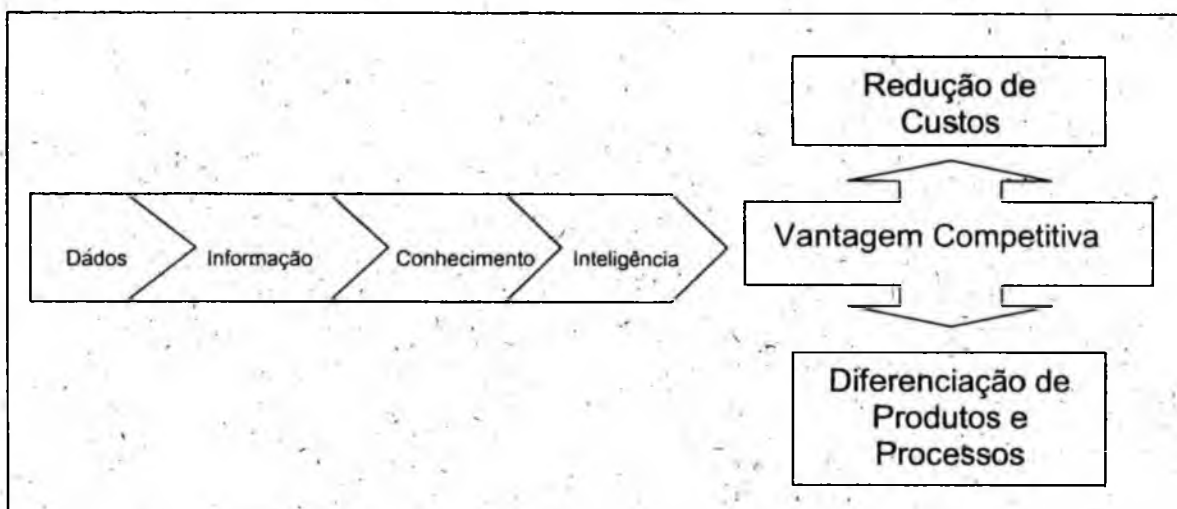 Redução de
Custos
Dádos
Informação
Conhecimento
Inteligência
Vantagem Competitiva
Diferenciação de
Produtos e
Processos